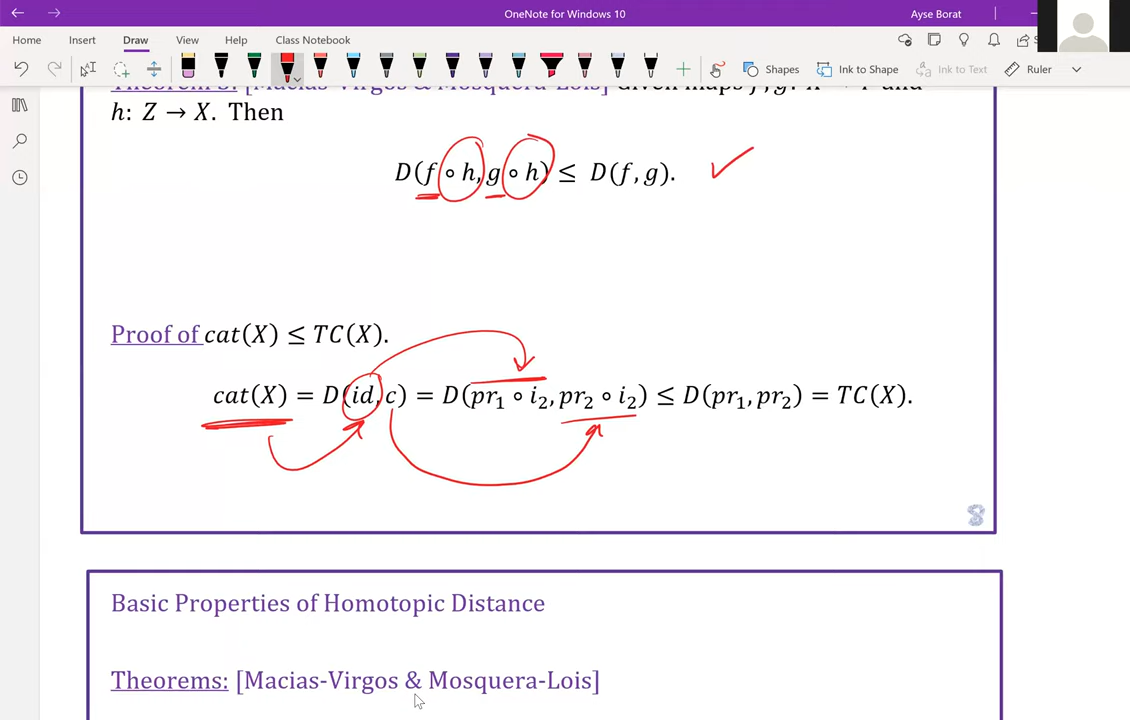 OneNote for Windows 10
Ayse Borat
Home Insert Draw View Help Class Notebook
Shapes Ink to Shape Ink to Text Ruler
h: Z → X. Then
D(f ∘ h, g ∘ h) ≤ D(f, g).
Proof of cat(X) ≤ TC(X).
cat(X) = D(id, c) = D(pr₁ ∘ i₂, pr₂ ∘ i₂) ≤ D(pr₁, pr₂) = TC(X).
8
Basic Properties of Homotopic Distance
Theorems: [Macias-Virgos & Mosquera-Lois]